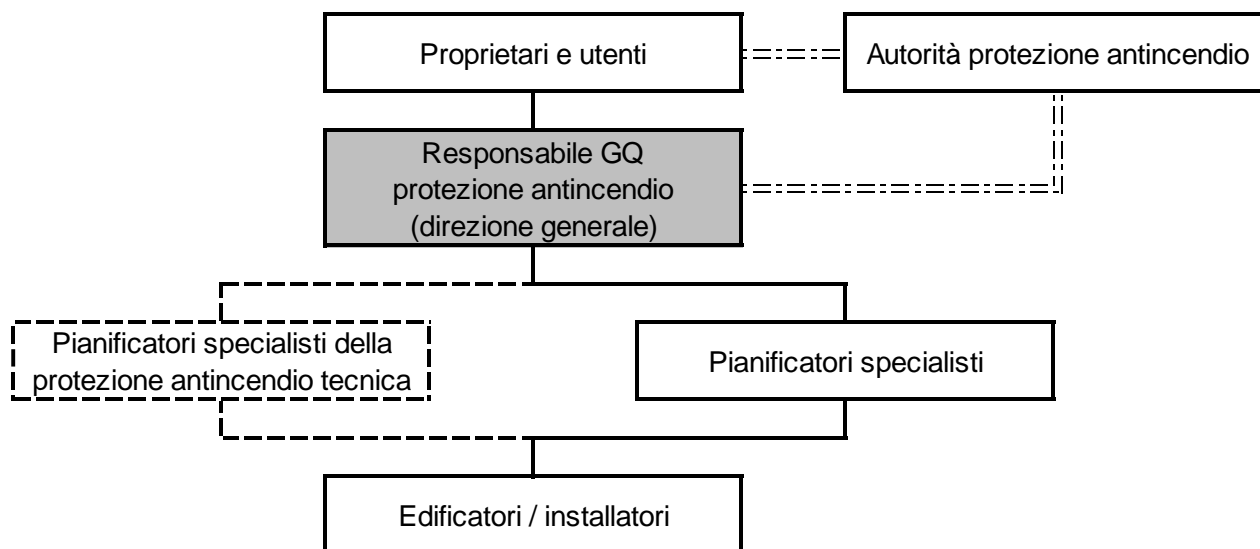 Proprietari e utenti
Autorità protezione antincendio
Responsabile GQ
protezione antincendio
(direzione generale)
Pianificatori specialisti della
protezione antincendio tecnica
Pianificatori specialisti
Edificatori / installatori